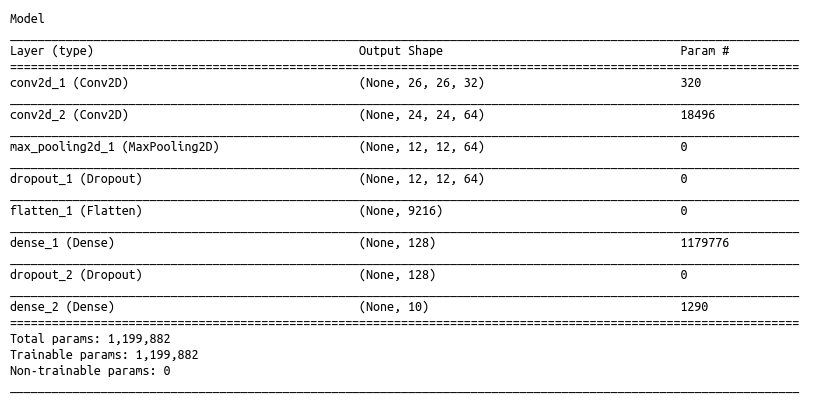 Model
Layer (type) Output Shape Param #
conv2d_1 (Conv2D) (None, 26, 26, 32) 320
conv2d_2 (Conv2D) (None, 24, 24, 64) 18496
max_pooling2d_1 (MaxPooling2D) (None, 12, 12, 64) 0
dropout_1 (Dropout) (None, 12, 12, 64) 0
flatten_1 (Flatten) (None, 9216) 0
dense_1 (Dense) (None, 128) 1179776
dropout_2 (Dropout) (None, 128) 0
dense_2 (Dense) (None, 10) 1290
Total params: 1,199,882
Trainable params: 1,199,882
Non-trainable params: 0